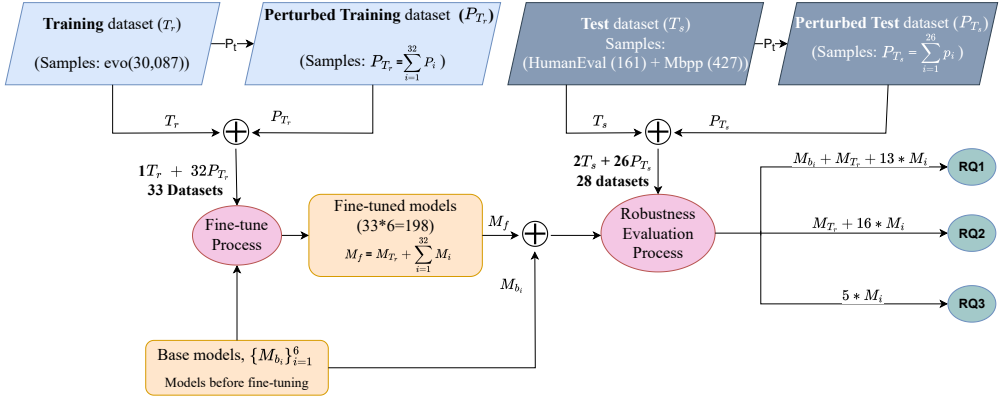 Training dataset (T_r)
(Samples: evo(30,087))
P_t
Perturbed Training dataset (P_{T_r})
(Samples: P_{T_r} = \sum_{i=1}^{32} P_i )
Test dataset (T_s)
Samples:
(HumanEval (161) + Mbpp (427))
P_t
Perturbed Test dataset (P_{T_s})
(Samples: P_{T_s} = \sum_{i=1}^{26} p_i )
T_r
P_{T_r}
T_s
P_{T_s}
1T_r + 32P_{T_r}
33 Datasets
2T_s + 26P_{T_s}
28 datasets
Fine-tune
Process
Fine-tuned models
(33*6=198)
M_f = M_{T_r} + \sum_{i=1}^{32} M_i
M_f
M_{b_i}
Robustness
Evaluation
Process
M_{b_i} + M_{T_r} + 13 * M_i
RQ1
M_{T_r} + 16 * M_i
RQ2
5 * M_i
RQ3
Base models, {M_{b_i}}_{i=1}^{6}
Models before fine-tuning